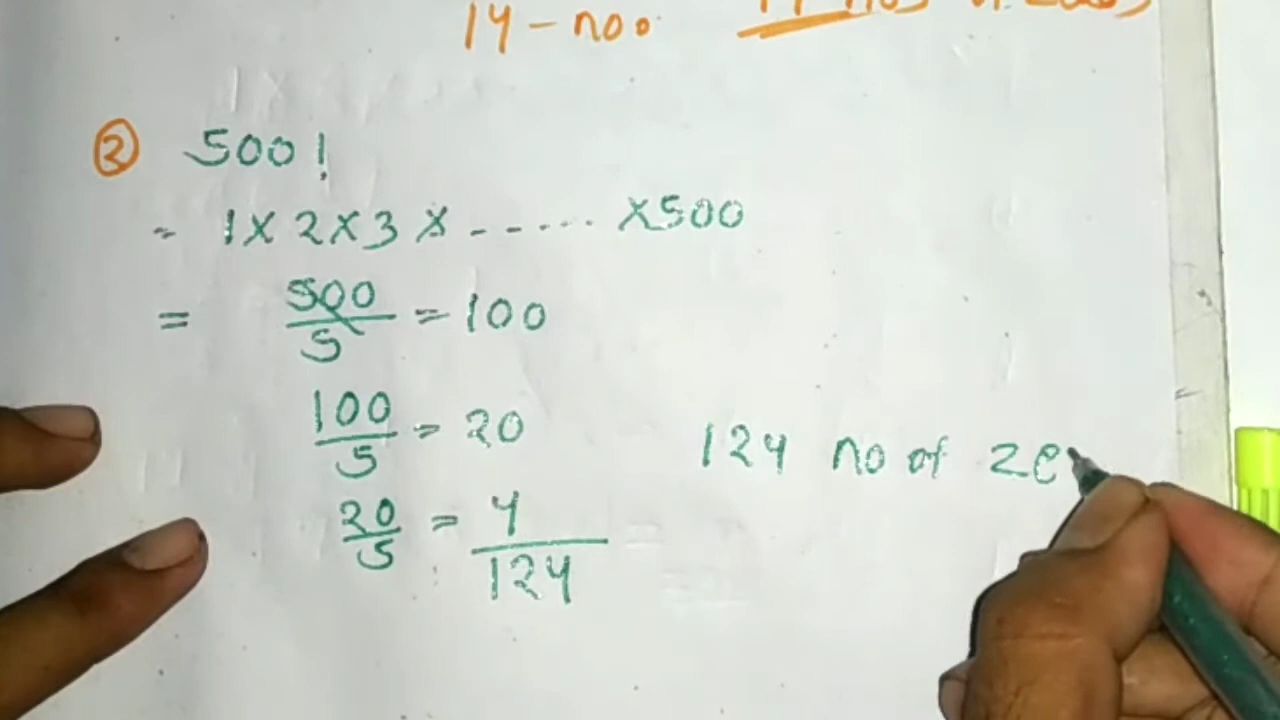 14 - no.
② 500!
= 1 x 2 x 3 x ------ x 500
= 500/5 = 100
100/5 = 20
124 no of ze
20/5 = 4
124